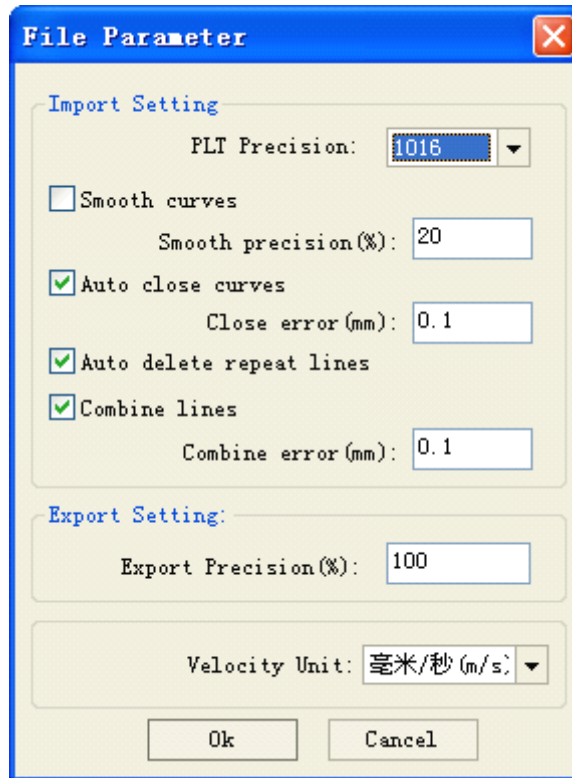 File Parameter
Import Setting
PLT Precision: 1016
Smooth curves
Smooth precision(%): 20
Auto close curves
Close error(mm): 0.1
Auto delete repeat lines
Combine lines
Combine error(mm): 0.1
Export Setting:
Export Precision(%): 100
Velocity Unit: 毫米/秒(m/s)
Ok Cancel